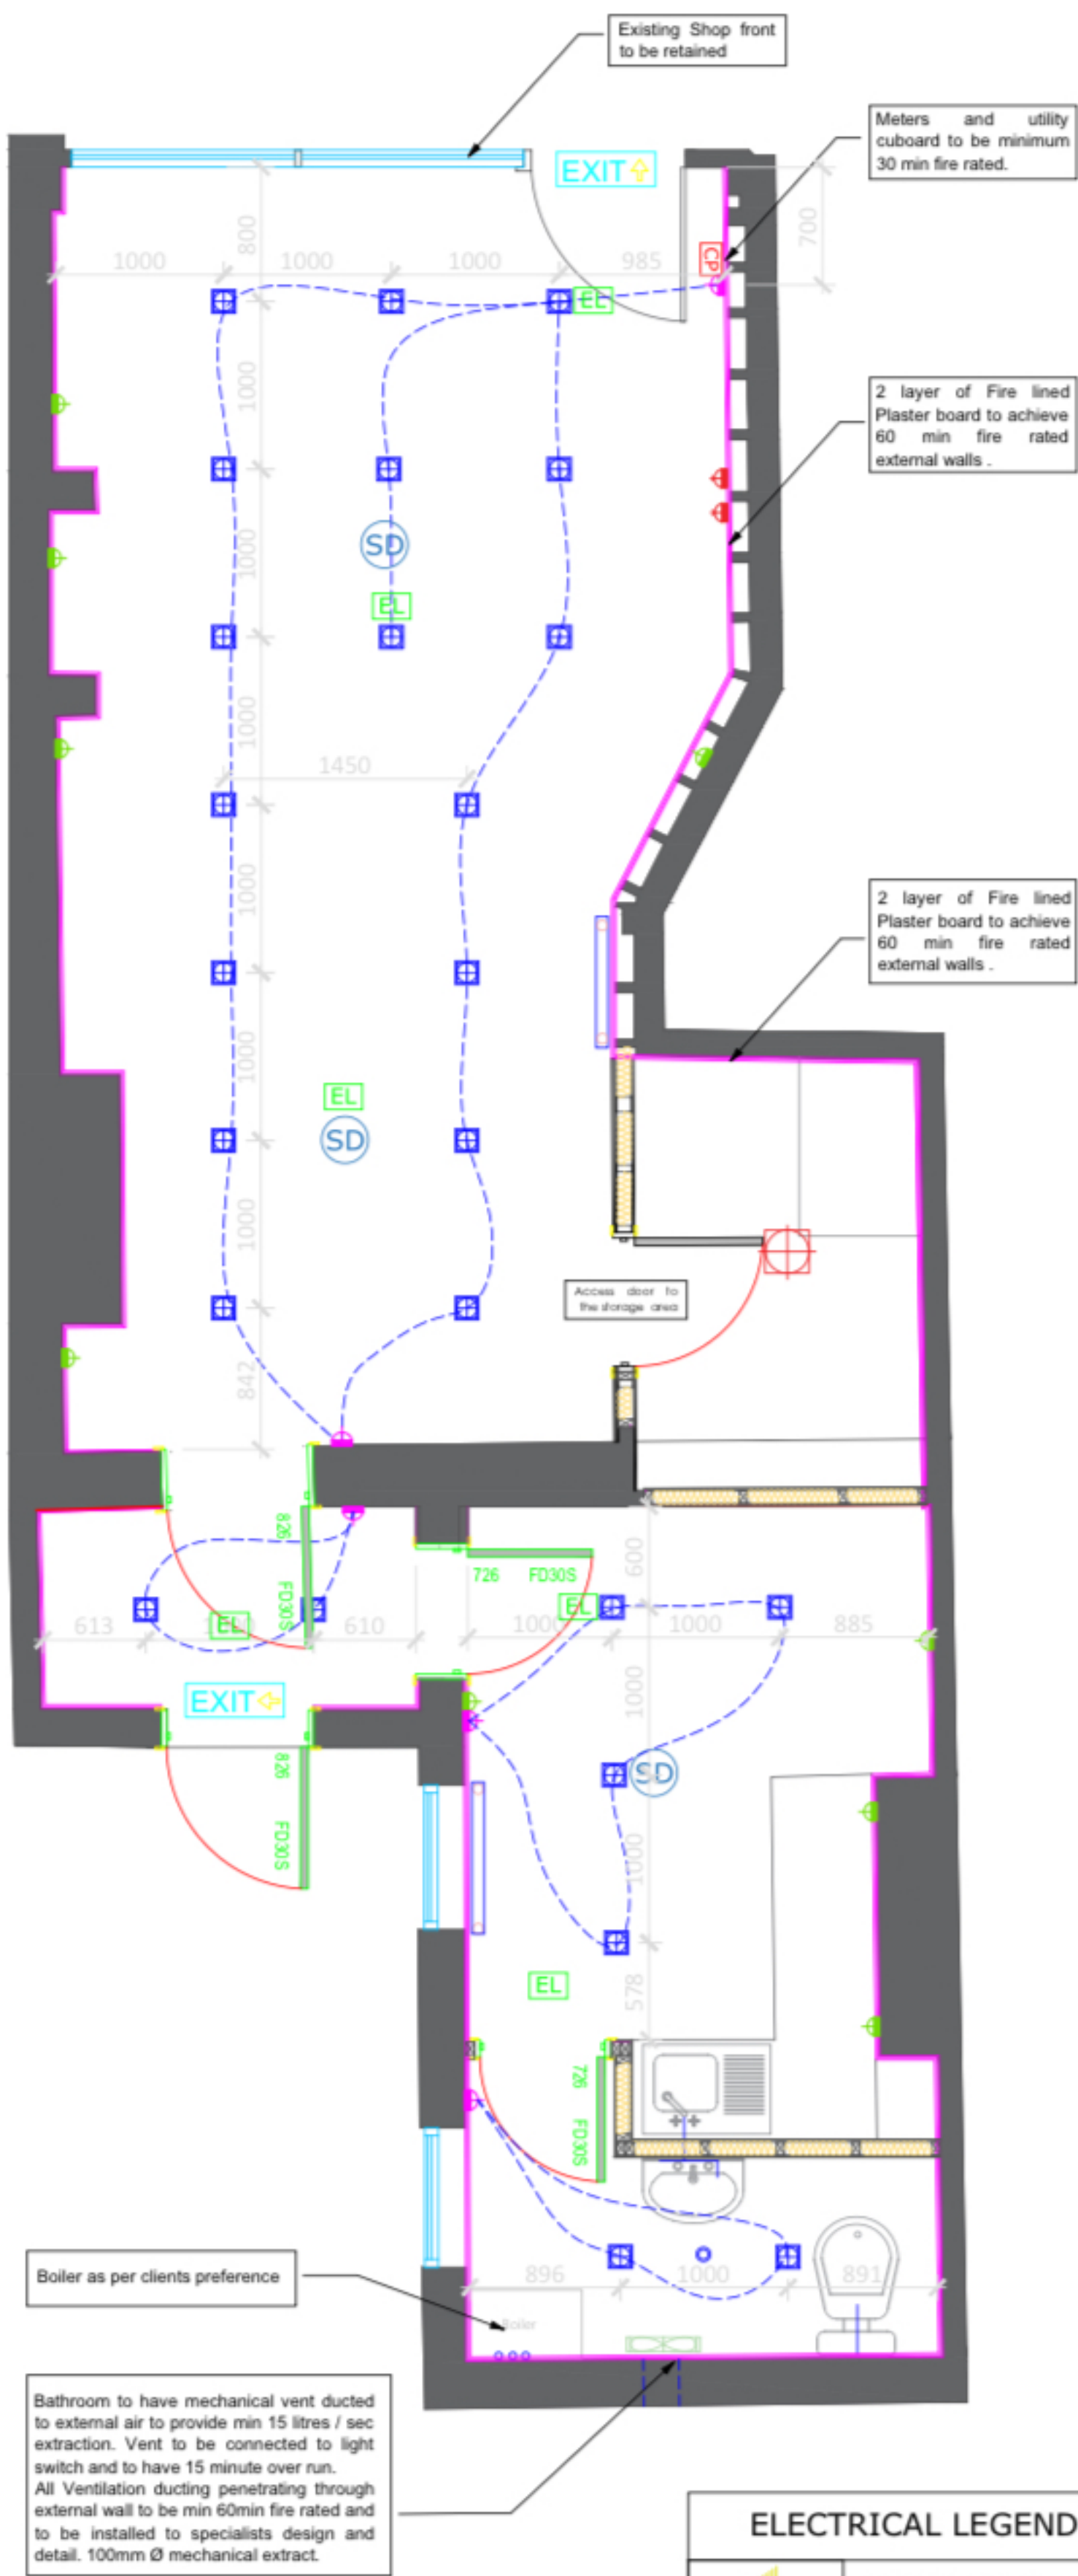 Existing Shop front
to be retained
Meters and utility
cuboard to be minimum
30 min fire rated.
EXIT
800
700
1000
1000
1000
985
CP
EL
1000
2 layer of Fire lined
Plaster board to achieve
60 min fire rated
external walls .
SD
1000
EL
1000
1450
1000
2 layer of Fire lined
Plaster board to achieve
60 min fire rated
external walls .
1000
EL
SD
1000
Access door to
the storage area
842
826
FD30S
726 FD30S
600
EL
EL
613
610
1000
1000
885
EXIT
1000
826
FD30S
SD
1000
578
EL
726
FD30S
Boiler as per clients preference
896
1000
891
Boiler
Bathroom to have mechanical vent ducted
to external air to provide min 15 litres / sec
extraction. Vent to be connected to light
switch and to have 15 minute over run.
All Ventilation ducting penetrating through
external wall to be min 60min fire rated and
to be installed to specialists design and
detail. 100mm Ø mechanical extract.
ELECTRICAL LEGEND